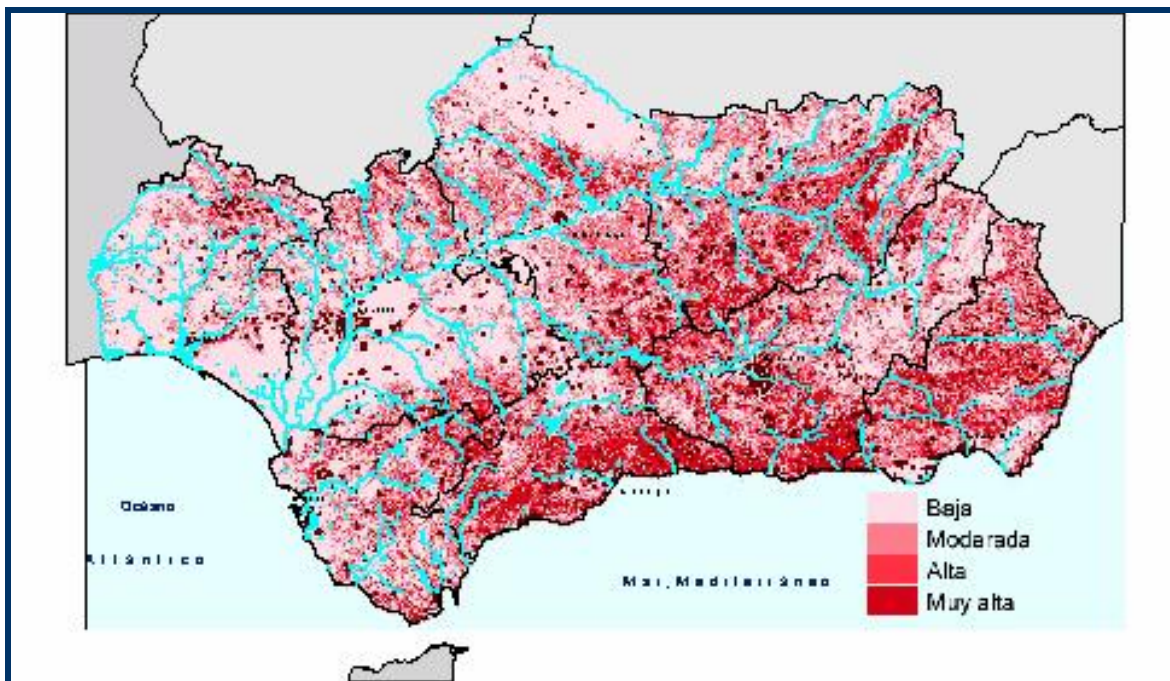 Océano
Atlántico
Mar, Mediterráneo
Baja
Modarada
Alta
Muy alta